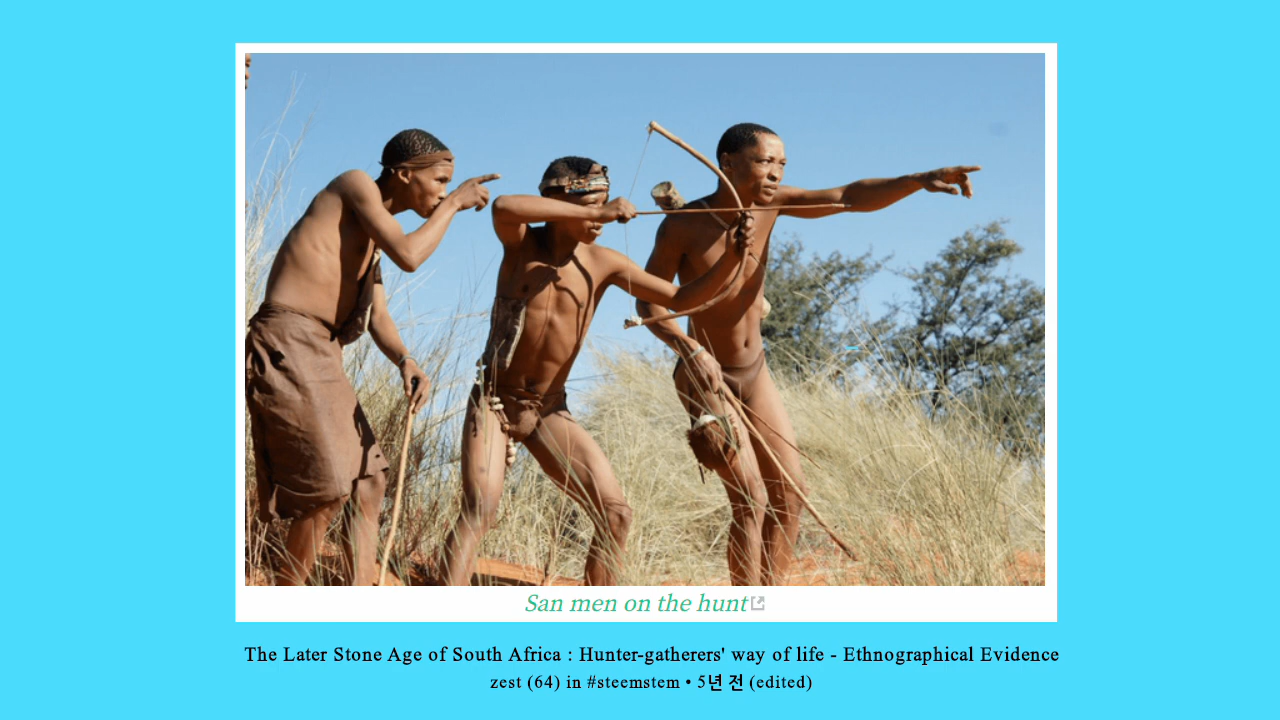 San men on the hunt
The Later Stone Age of South Africa : Hunter-gatherers' way of life - Ethnographical Evidence
zest (64) in #steemstem • 5년 전 (edited)